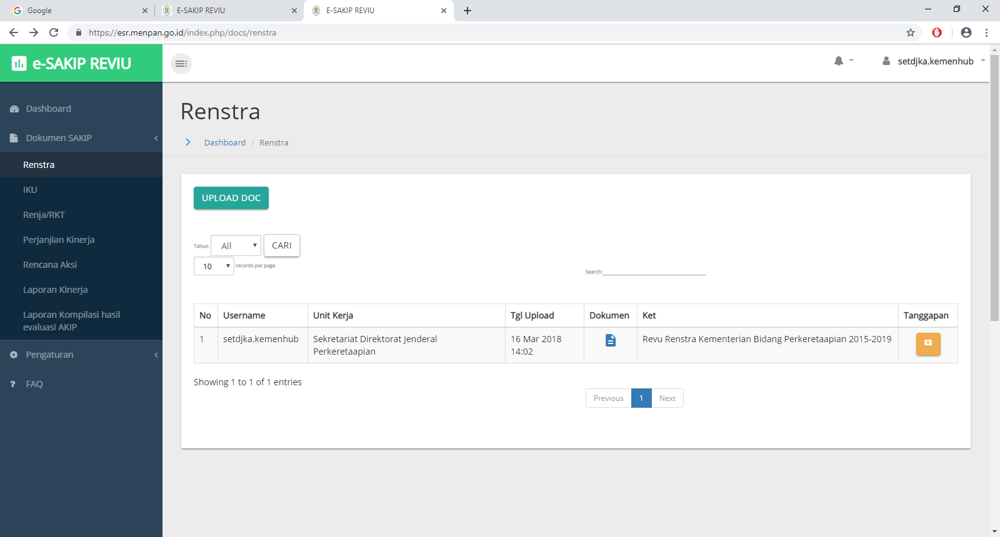 Google
E-SAKIP REVIU
E-SAKIP REVIU
https://esr.menpan.go.id/index.php/docs/renstra
e-SAKIP REVIU
setdjka.kemenhub
Dashboard
Dokumen SAKIP
Renstra
IKU
Renja/RKT
Perjanjian Kinerja
Rencana Aksi
Laporan Kinerja
Laporan Kompilasi hasil
evaluasi AKIP
Pengaturan
? FAQ
Renstra
Dashboard / Renstra
UPLOAD DOC
Tahun All CARI
10 records per page
Search:
No Username Unit Kerja Tgl Upload Dokumen Ket Tanggapan
1 setdjka.kemenhub Sekretariat Direktorat Jenderal 16 Mar 2018 Revu Renstra Kementerian Bidang Perkeretaapian 2015-2019
Perkeretaapian 14:02
Showing 1 to 1 of 1 entries
Previous 1 Next